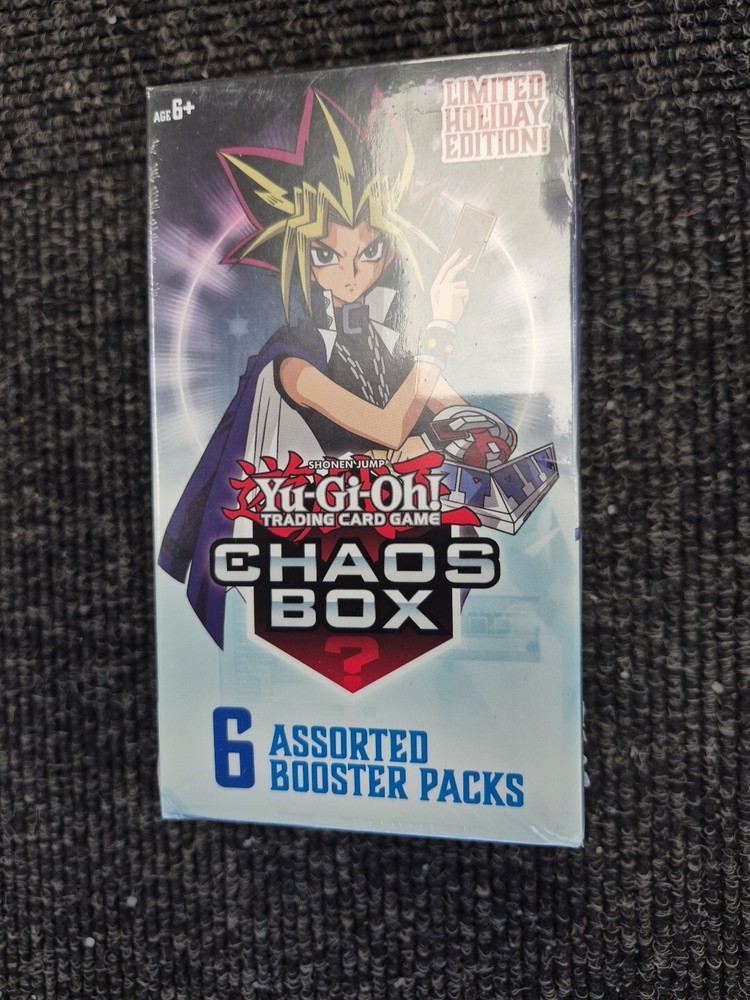 AGE 6+
LIMITED
HOLIDAY
EDITION!
SHONEN JUMP
Yu-Gi-Oh!
TRADING CARD GAME
CHAOS
BOX
?
6 ASSORTED
BOOSTER PACKS